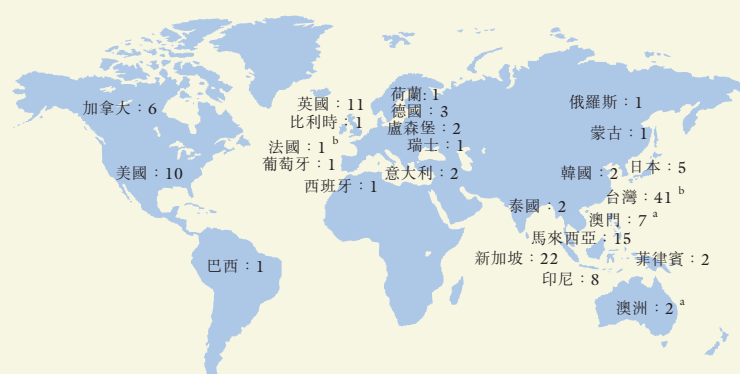 加拿大：6
美國：10
巴西：1
英國：11
比利時：1
法國：1 b
葡萄牙：1
西班牙：1
荷蘭: 1
德國：3
盧森堡：2
瑞士：1
意大利：2
俄羅斯：1
蒙古：1
韓國：2
日本：5
台灣：41 b
泰國：2
澳門：7 a
馬來西亞：15
新加坡：22
菲律賓：2
印尼：8
澳洲：2 a